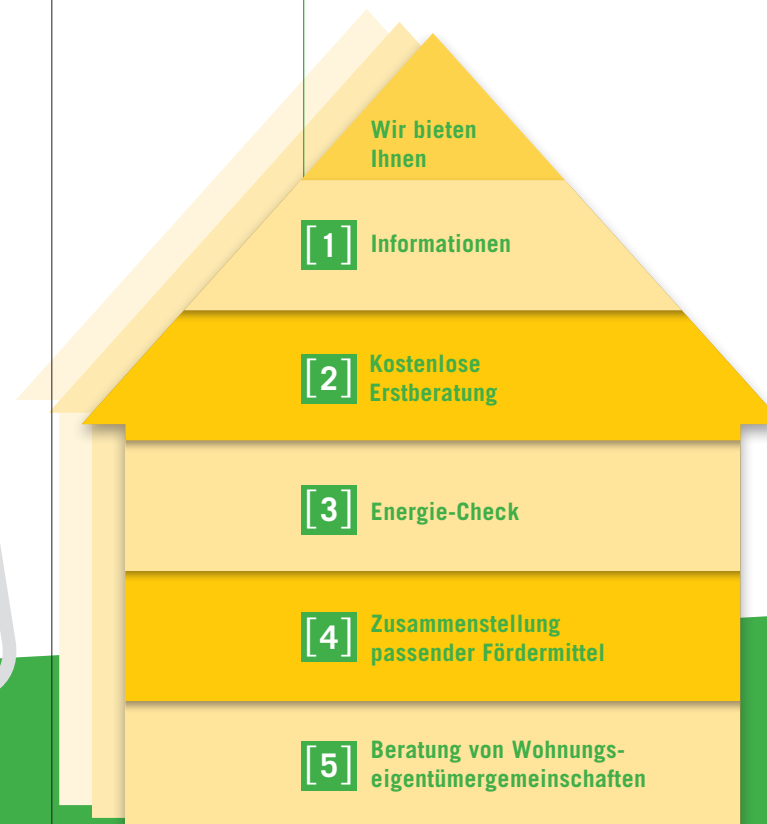 Wir bieten
Ihnen
[1] Informationen
[2] Kostenlose
Erstberatung
[3] Energie-Check
[4] Zusammenstellung
passender Fördermittel
[5] Beratung von Wohnungs-
eigentümergemeinschaften